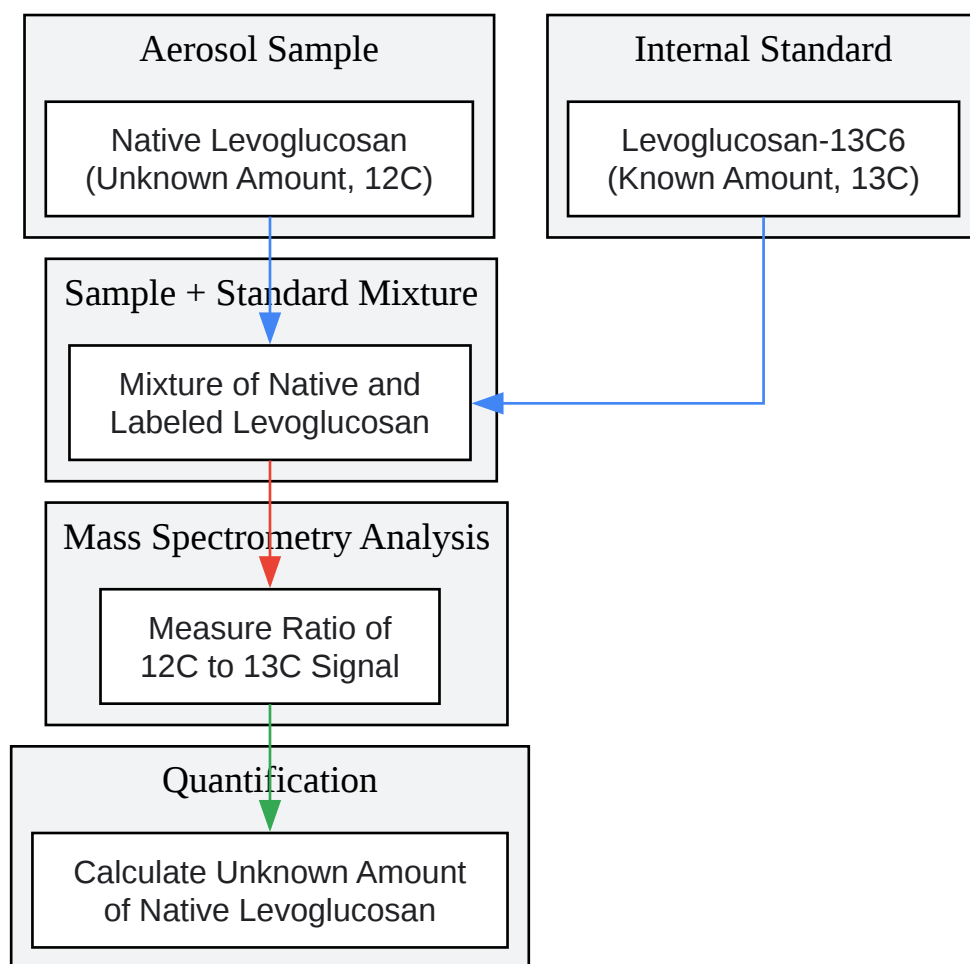 Aerosol Sample
Native Levoglucosan
(Unknown Amount, 12C)
Internal Standard
Levoglucosan-13C6
(Known Amount, 13C)
Sample + Standard Mixture
Mixture of Native and
Labeled Levoglucosan
Mass Spectrometry Analysis
Measure Ratio of
12C to 13C Signal
Quantification
Calculate Unknown Amount
of Native Levoglucosan